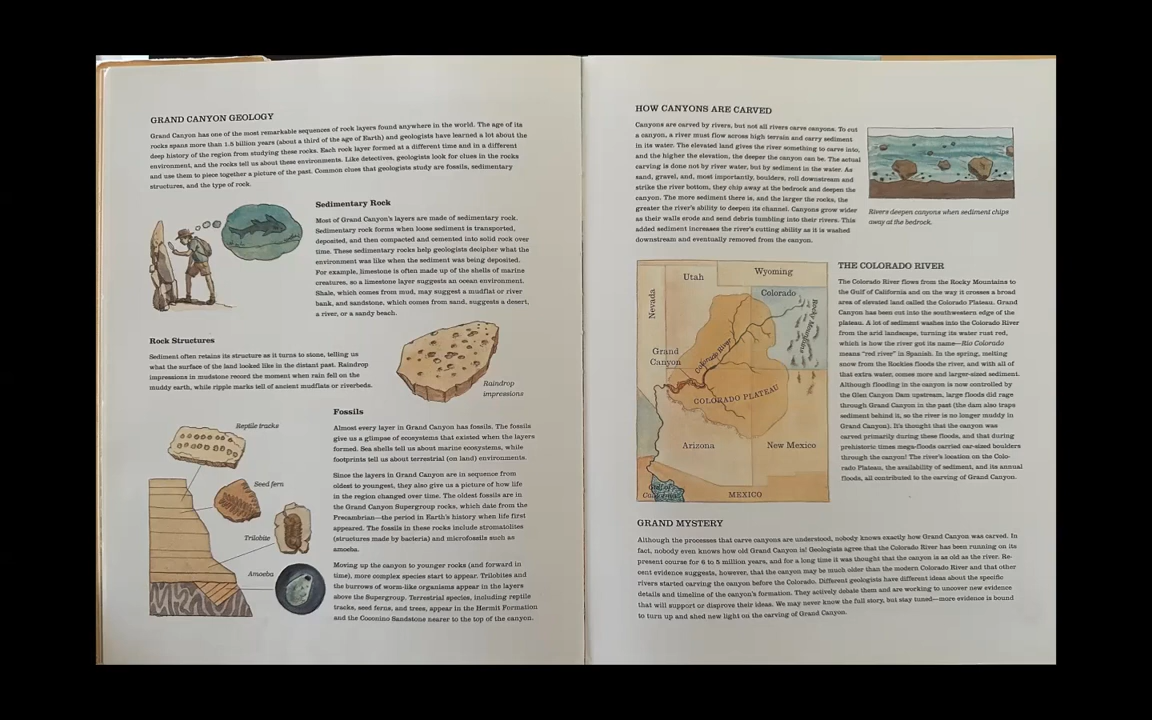 GRAND CANYON GEOLOGY
Grand Canyon has one of the most remarkable sequences of rock layers found anywhere in the world. The age of its
rocks spans more than 1.5 billion years (about a third of the age of Earth) and geologists have learned a lot about the
deep history of the region from studying these rocks. Each rock layer formed at a different time and in a different
environment, and the rocks tell us about these environments. Like detectives, geologists look for clues in the rocks
and use them to piece together a picture of the past. Common clues that geologists study are fossils, sedimentary
structures, and the type of rock.
Sedimentary Rock
Most of Grand Canyon's layers are made of sedimentary rock.
Sedimentary rock forms when loose sediment is transported,
deposited, and then compacted and cemented into solid rock over
time. These sedimentary rocks help geologists decipher what the
environment was like when the sediment was being deposited.
For example, limestone is often made up of the shells of marine
creatures, so a limestone layer suggests an ocean environment.
Shale, which comes from mud, may suggest a mudflat or river
bank, and sandstone, which comes from sand, suggests a desert,
a river, or a sandy beach.
Rock Structures
Sediment often retains its structure as it turns to stone, telling us
what the surface of the land looked like in the distant past. Raindrop
impressions in mudstone record the moment when rain fell on the
muddy earth, while ripple marks tell of ancient mudflats or riverbeds.
Raindrop
impressions
Fossils
Almost every layer in Grand Canyon has fossils. The fossils
give us a glimpse of ecosystems that existed when the layers
formed. Sea shells tell us about marine ecosystems, while
footprints tell us about terrestrial (on land) environments.
Since the layers in Grand Canyon are in sequence from
oldest to youngest, they also give us a picture of how life
in the region changed over time. The oldest fossils are in
the Grand Canyon Supergroup rocks, which date from the
Precambrian—the period in Earth's history when life first
appeared. The fossils in these rocks include stromatolites
(structures made by bacteria) and microfossils such as
amoeba.
Moving up the canyon to younger rocks (and forward in
time), more complex species start to appear. Trilobites and
the burrows of worm-like organisms appear in the layers
above the Supergroup. Terrestrial species, including reptile
tracks, seed ferns, and trees, appear in the Hermit Formation
and the Coconino Sandstone nearer to the top of the canyon.
Reptile tracks
Seed fern
Trilobite
Amoeba
HOW CANYONS ARE CARVED
Canyons are carved by rivers, but not all rivers carve canyons. To cut
a canyon, a river must flow across high terrain and carry sediment
in its water. The elevated land gives the river something to carve into,
and the higher the elevation, the deeper the canyon can be. The actual
carving is done not by river water, but by sediment in the water. As
sand, gravel, and, most importantly, boulders, roll downstream and
strike the river bottom, they chip away at the bedrock and deepen the
canyon. The more sediment there is, and the larger the rocks, the
greater the river's ability to deepen its channel. Canyons grow wider
as their walls erode and send debris tumbling into their rivers. This
added sediment increases the river's cutting ability as it is washed
downstream and eventually removed from the canyon.
Rivers deepen canyons when sediment chips
away at the bedrock.
Utah
Wyoming
Nevada
Colorado
Rocky Mountains
Colorado River
Grand
Canyon
COLORADO PLATEAU
Arizona
New Mexico
Gulf of
California
MEXICO
THE COLORADO RIVER
The Colorado River flows from the Rocky Mountains to
the Gulf of California and on the way it crosses a broad
area of elevated land called the Colorado Plateau. Grand
Canyon has been cut into the southwestern edge of the
plateau. A lot of sediment washes into the Colorado River
from the arid landscape, turning its water rust red,
which is how the river got its name—Rio Colorado
means "red river" in Spanish. In the spring, melting
snow from the Rockies floods the river, and with all of
that extra water, comes more and larger-sized sediment.
Although flooding in the canyon is now controlled by
the Glen Canyon Dam upstream, large floods did rage
through Grand Canyon in the past (the dam also traps
sediment behind it, so the river is no longer muddy in
Grand Canyon). It's thought that the canyon was
carved primarily during these floods, and that during
prehistoric times mega-floods carried car-sized boulders
through the canyon! The river's location on the Colo-
rado Plateau, the availability of sediment, and its annual
floods, all contributed to the carving of Grand Canyon.
GRAND MYSTERY
Although the processes that carve canyons are understood, nobody knows exactly how Grand Canyon was carved. In
fact, nobody even knows how old Grand Canyon is! Geologists agree that the Colorado River has been running on its
present course for 6 to 5 million years, and for a long time it was thought that the canyon is as old as the river. Re-
cent evidence suggests, however, that the canyon may be much older than the modern Colorado River and that other
rivers started carving the canyon before the Colorado. Different geologists have different ideas about the specific
details and timeline of the canyon's formation. They actively debate them and are working to uncover new evidence
that will support or disprove their ideas. We may never know the full story, but stay tuned—more evidence is bound
to turn up and shed new light on the carving of Grand Canyon.